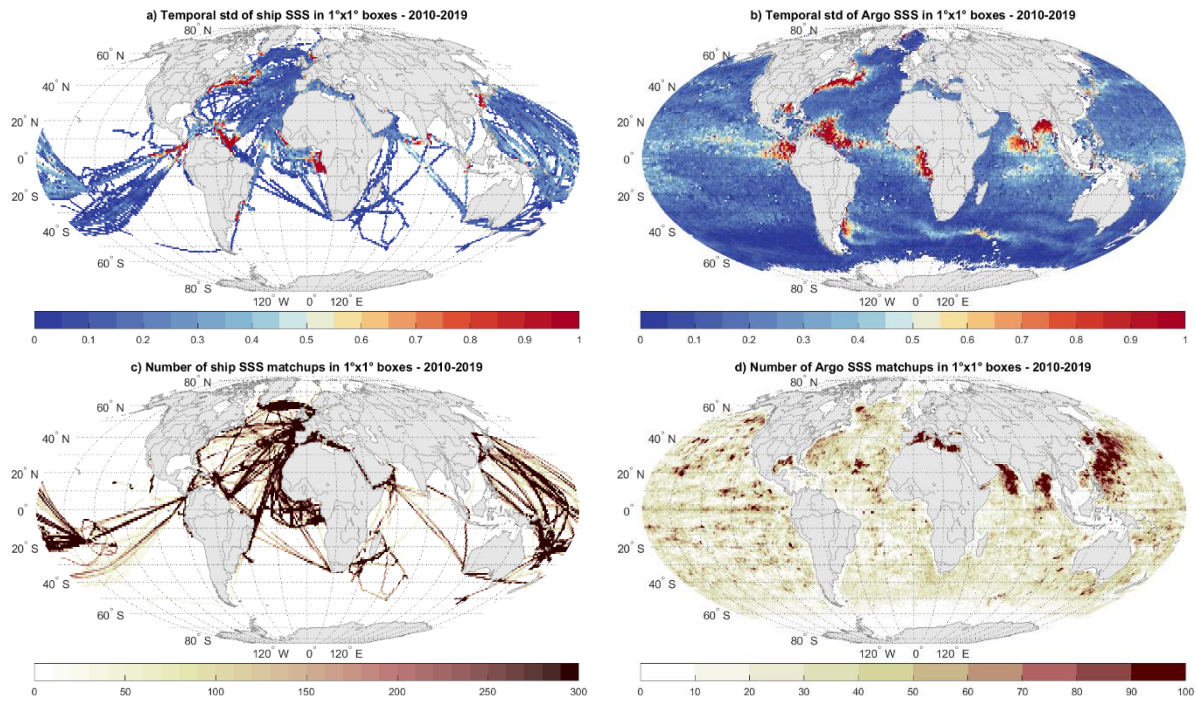 a) Temporal std of ship SSS in 1°x1° boxes - 2010-2019
80° N
60° N
40° N
20° N
0°
20° S
40° S
60° S
80° S
120° W 0° 120° E
0 0.1 0.2 0.3 0.4 0.5 0.6 0.7 0.8 0.9 1
b) Temporal std of Argo SSS in 1°x1° boxes - 2010-2019
80° N
60° N
40° N
20° N
0°
20° S
40° S
60° S
80° S
120° W 0° 120° E
0 0.1 0.2 0.3 0.4 0.5 0.6 0.7 0.8 0.9 1
c) Number of ship SSS matchups in 1°x1° boxes - 2010-2019
80° N
60° N
40° N
20° N
0°
20° S
40° S
60° S
80° S
120° W 0° 120° E
0 50 100 150 200 250 300
d) Number of Argo SSS matchups in 1°x1° boxes - 2010-2019
80° N
60° N
40° N
20° N
0°
20° S
40° S
60° S
80° S
120° W 0° 120° E
0 10 20 30 40 50 60 70 80 90 100